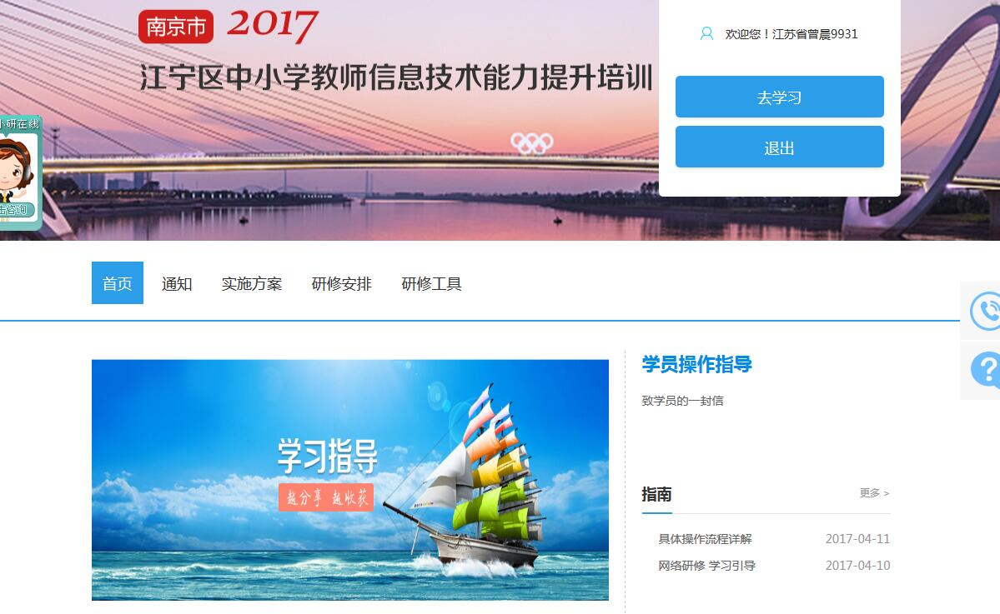 南京市 2017
江宁区中小学教师信息技术能力提升培训
欢迎您！江苏省曾晨9931
去学习
退出
小研在线
击咨询
首页 通知 实施方案 研修安排 研修工具
学习指导
越分享 越收获
学员操作指导
致学员的一封信
指南 更多 >
具体操作流程详解 2017-04-11
网络研修 学习引导 2017-04-10